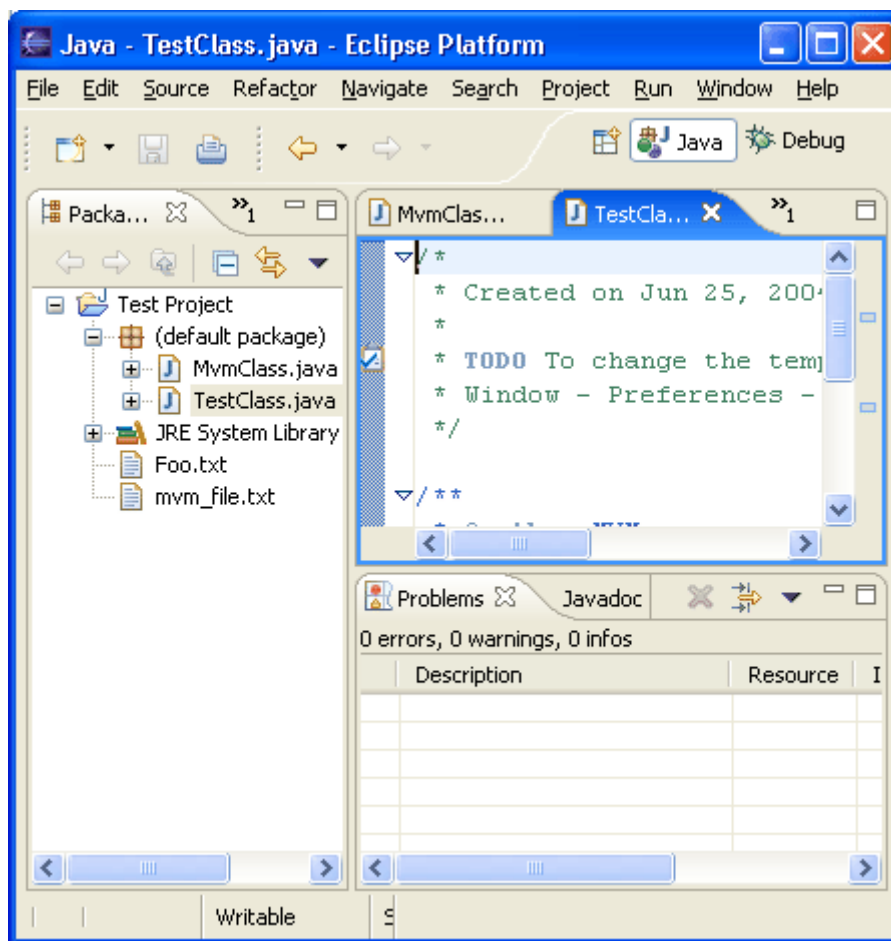 Java - TestClass.java - Eclipse Platform
File Edit Source Refactor Navigate Search Project Run Window Help
Java Debug
Packa... »1
MvmClas... TestCla... »1
Test Project
(default package)
MvmClass.java
TestClass.java
JRE System Library
Foo.txt
mvm_file.txt
/*
* Created on Jun 25, 200
*
* TODO To change the temp
* Window - Preferences -
*/
/**
Problems Javadoc
0 errors, 0 warnings, 0 infos
Description Resource I
Writable